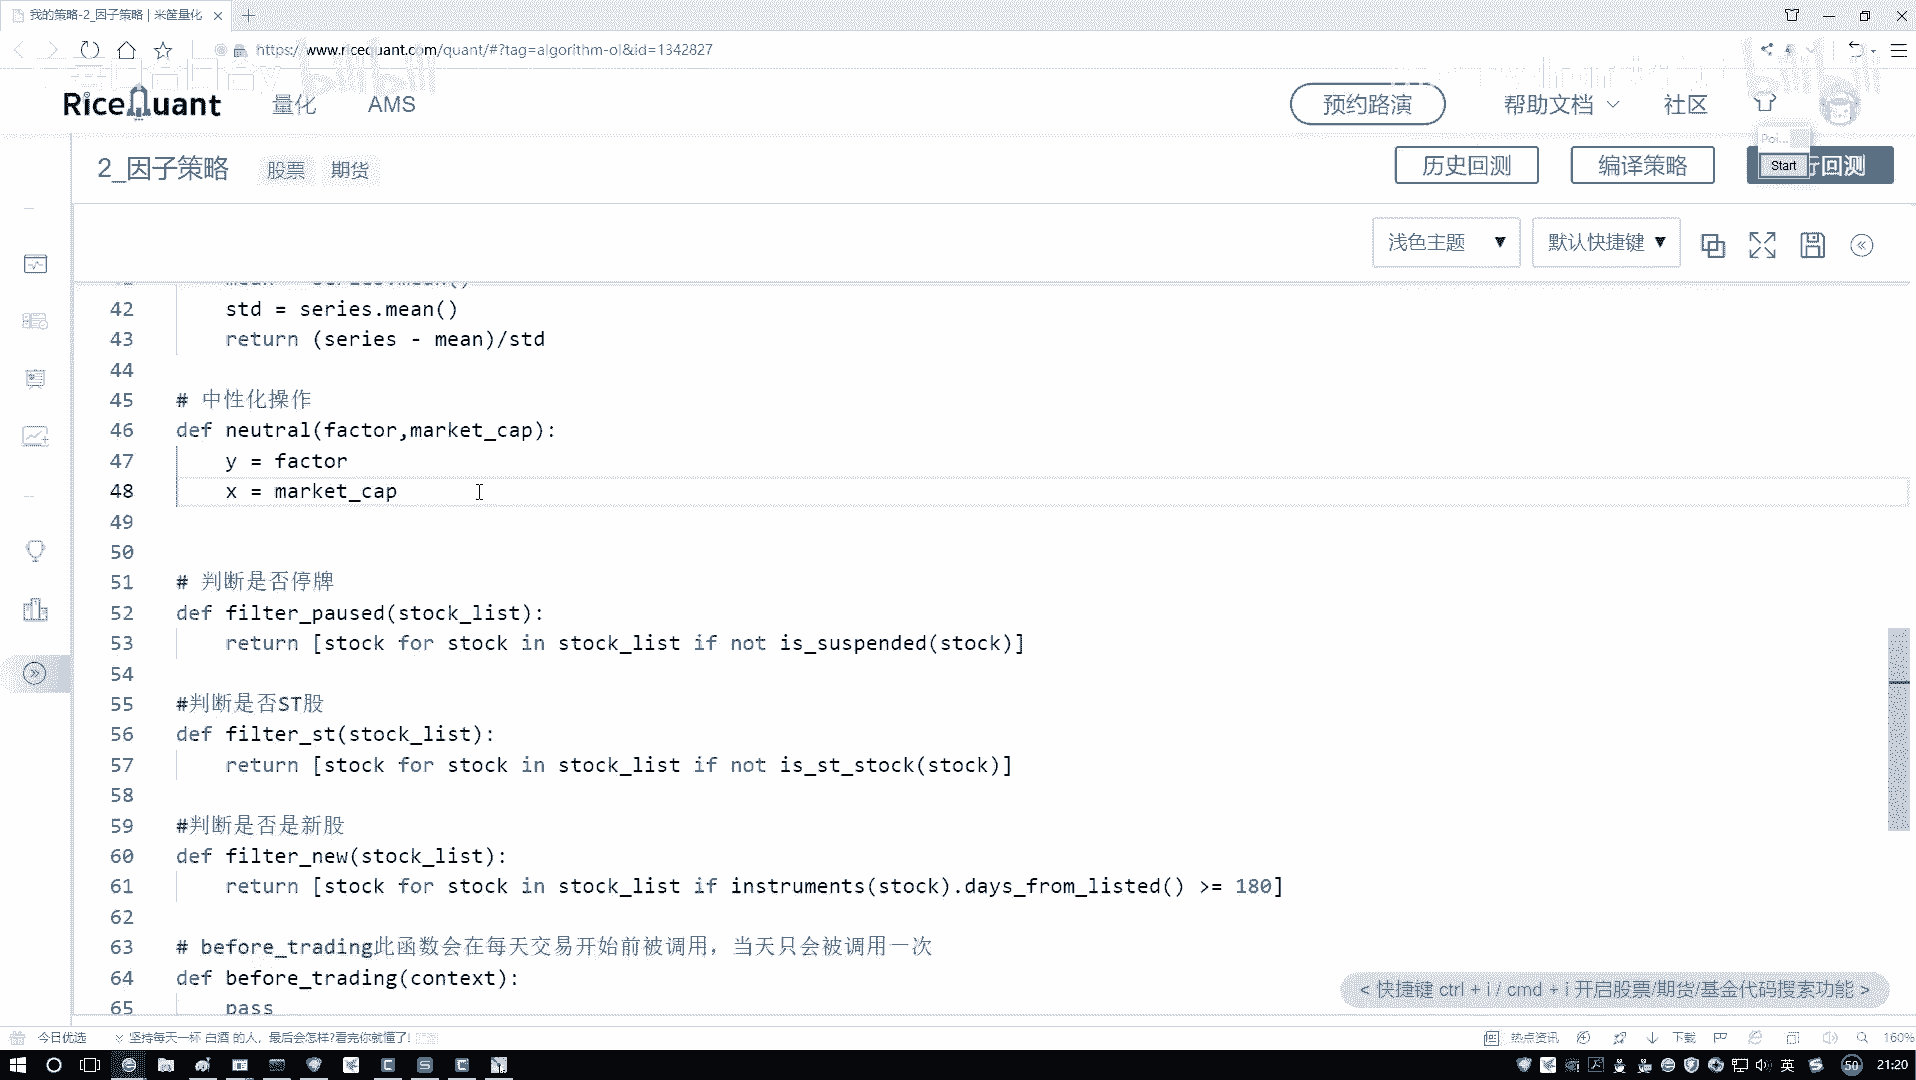 我的策略-2_因子策略 | 米筐量化
https://www.ricequant.com/quant/#?tag=algorithm-ol&id=1342827
bilibili
bilibili
RiceQuant 量化 AMS 预约路演 帮助文档 社区
Poi...
2_因子策略 股票 期货 历史回测 编译策略 Start 行回测
浅色主题 默认快捷键
42 std = series.mean()
43 return (series - mean)/std
44
45 # 中性化操作
46 def neutral(factor,market_cap):
47 y = factor
48 x = market_cap
49
50
51 # 判断是否停牌
52 def filter_paused(stock_list):
53 return [stock for stock in stock_list if not is_suspended(stock)]
54
55 #判断是否ST股
56 def filter_st(stock_list):
57 return [stock for stock in stock_list if not is_st_stock(stock)]
58
59 #判断是否是新股
60 def filter_new(stock_list):
61 return [stock for stock in stock_list if instruments(stock).days_from_listed() >= 180]
62
63 # before_trading此函数会在每天交易开始前被调用，当天只会被调用一次
64 def before_trading(context):
65 pass
< 快捷键 ctrl + i / cmd + i 开启股票/期货/基金代码搜索功能 >
今日优选 坚持每天一杯 白酒 的人，最后会怎样?看完你就懂了! 热点资讯 下载 160%
英 50 21:20